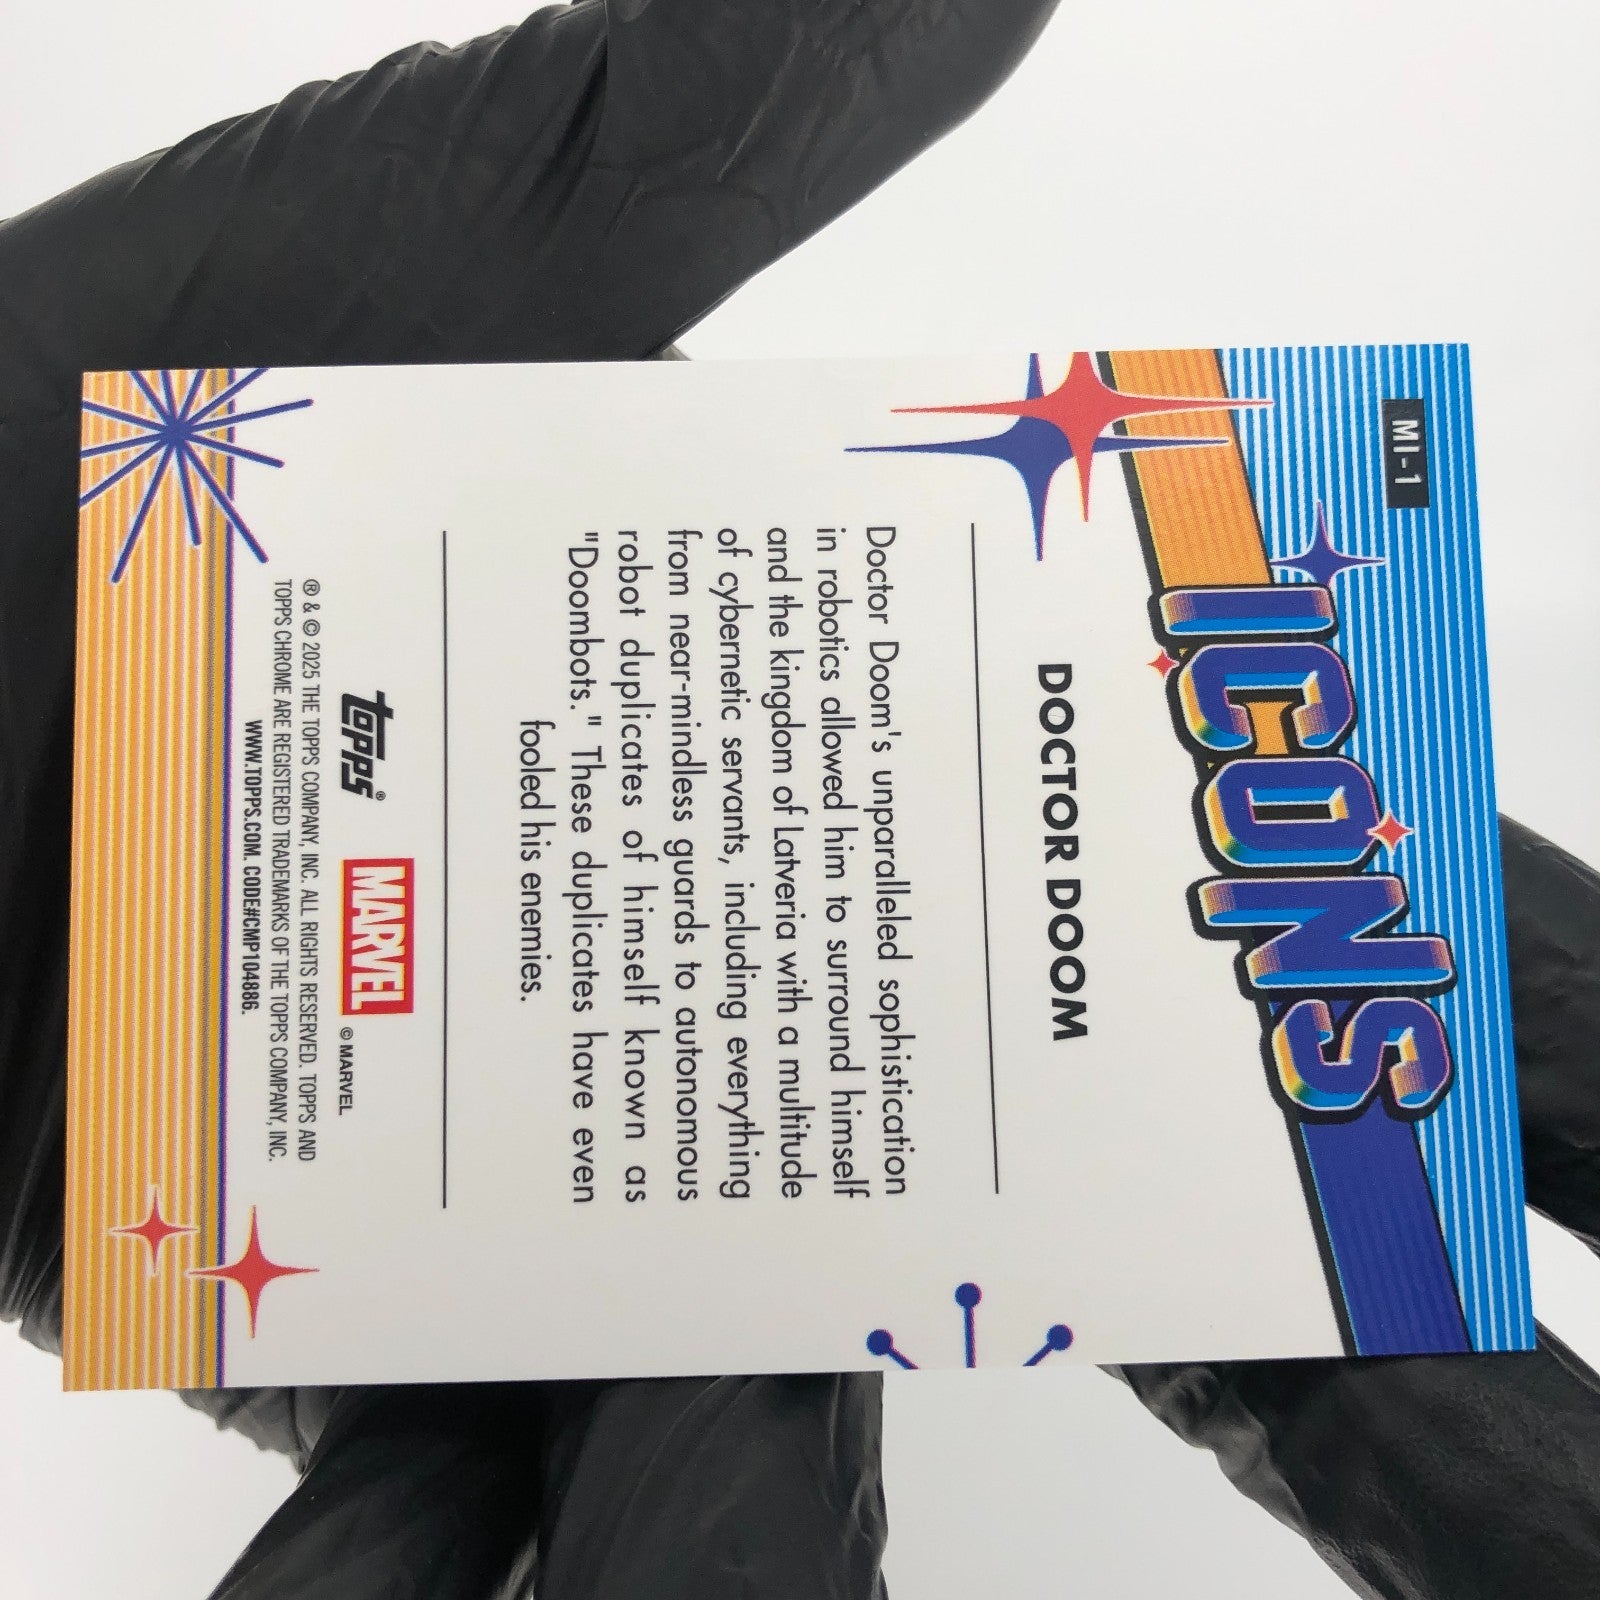 MI-1
ICONS
DOCTOR DOOM
Doctor Doom's unparalleled sophistication
in robotics allowed him to surround himself
and the kingdom of Latveria with a multitude
of cybernetic servants, including everything
from near-mindless guards to autonomous
robot duplicates of himself known as
"Doombots." These duplicates have even
fooled his enemies.
topps® MARVEL © MARVEL
® & © 2025 THE TOPPS COMPANY, INC. ALL RIGHTS RESERVED. TOPPS AND
TOPPS CHROME ARE REGISTERED TRADEMARKS OF THE TOPPS COMPANY, INC.
WWW.TOPPS.COM. CODE#CMP104886.